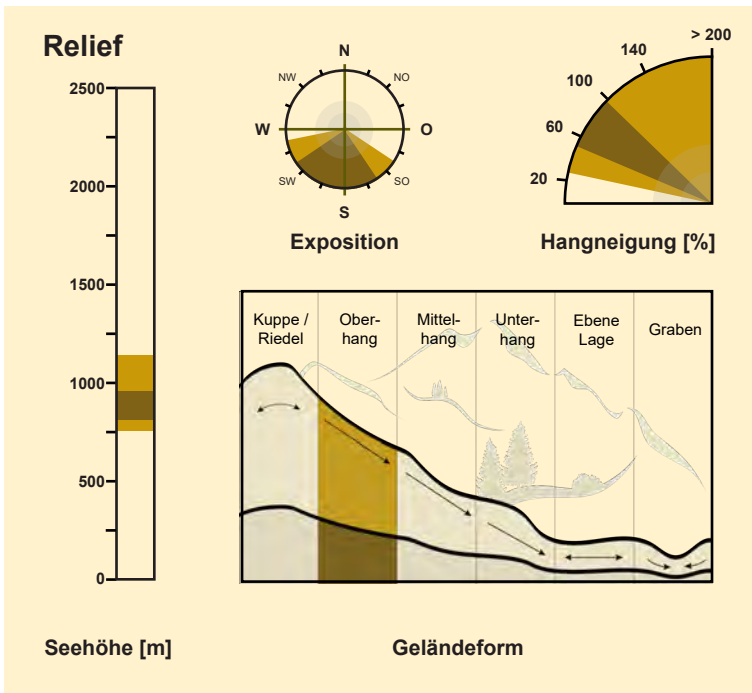 Relief
2500
2000
1500
1000
500
0
Seehöhe [m]
N
NW
NO
W
O
SW
SO
S
Exposition
> 200
140
100
60
20
Hangneigung [%]
Kuppe /
Riedel
Ober-
hang
Mittel-
hang
Unter-
hang
Ebene
Lage
Graben
Geländeform